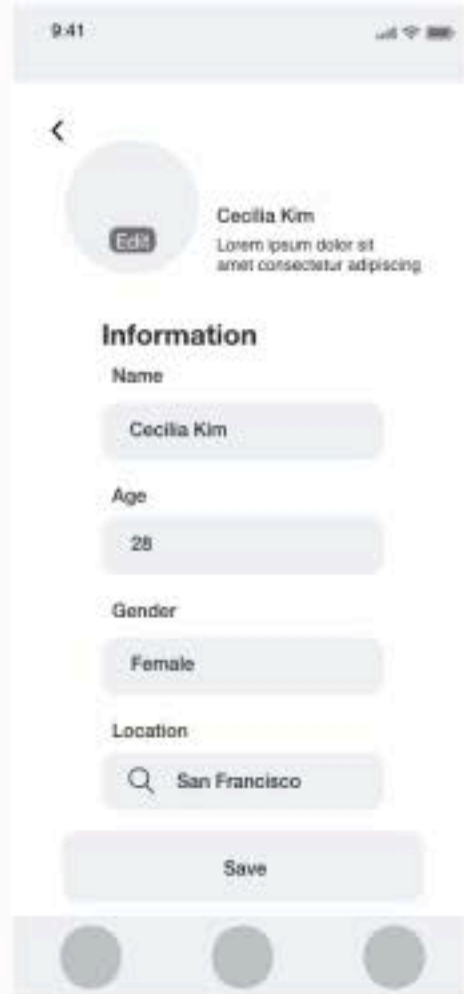 9:41
Edit
Cecilia Kim
Lorem ipsum dolor sit
amet consectetur adipiscing
Information
Name
Cecilia Kim
Age
28
Gender
Female
Location
San Francisco
Save